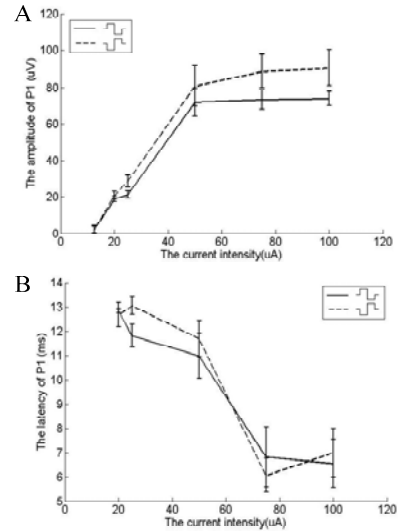 A
The amplitude of P1 (uV)
100
80
60
40
20
0
0 20 40 60 80 100 120
The current intensity(uA)
B
The latency of P1 (ms)
14
13
12
11
10
9
8
7
6
5
0 20 40 60 80 100 120
The current intensity(uA)